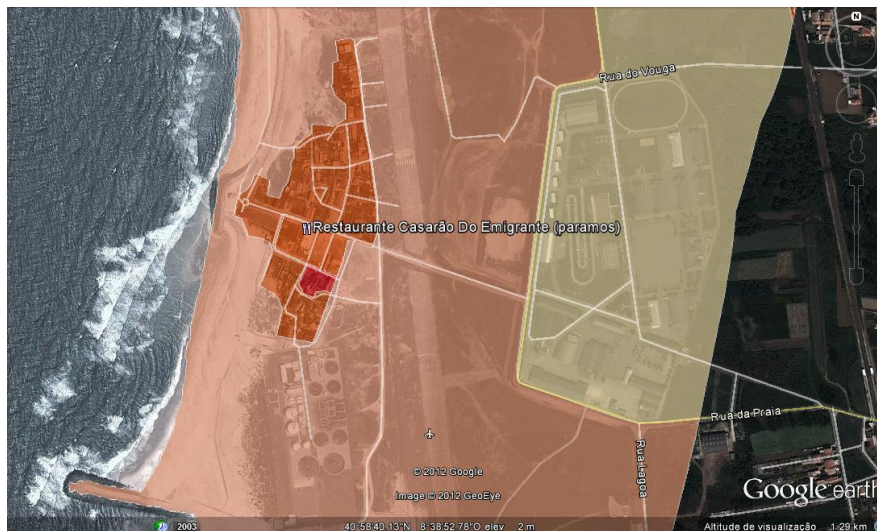 N
Rua do Vouga
Restaurante Casarão Do Emigrante (paramos)
Rua da Praia
Rua Lagoa
© 2012 Google
Image © 2012 GeoEye
Google earth
2003
40°58'40.13"N 8°38'52.78"O elev 2 m
Altitude de visualização 1.29 km